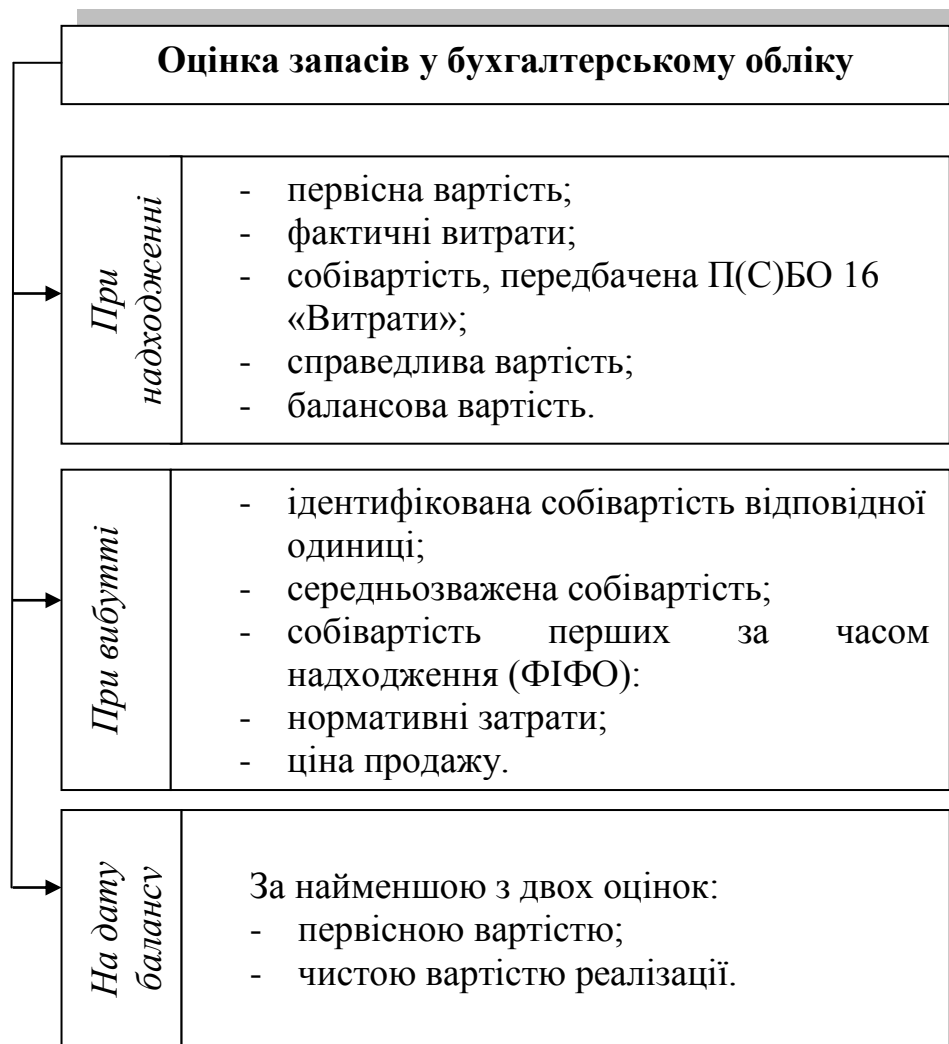 Оцінка запасів у бухгалтерському обліку
При
надходженні
- первісна вартість;
- фактичні витрати;
- собівартість, передбачена П(С)БО 16
«Витрати»;
- справедлива вартість;
- балансова вартість.
При вибутті
- ідентифікована собівартість відповідної
одиниці;
- середньозважена собівартість;
- собівартість перших за часом
надходження (ФІФО):
- нормативні затрати;
- ціна продажу.
На дату
балансу
За найменшою з двох оцінок:
- первісною вартістю;
- чистою вартістю реалізації.